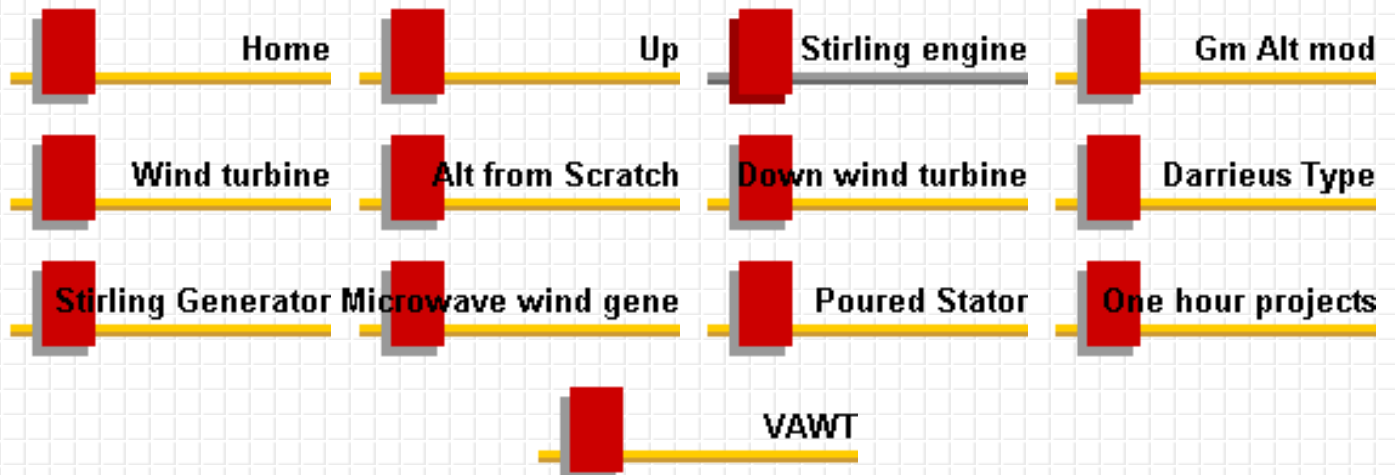 Home
Up
Stirling engine
Gm Alt mod
Wind turbine
Alt from Scratch
Down wind turbine
Darrieus Type
Stirling Generator
Microwave wind gene
Poured Stator
One hour projects
VAWT